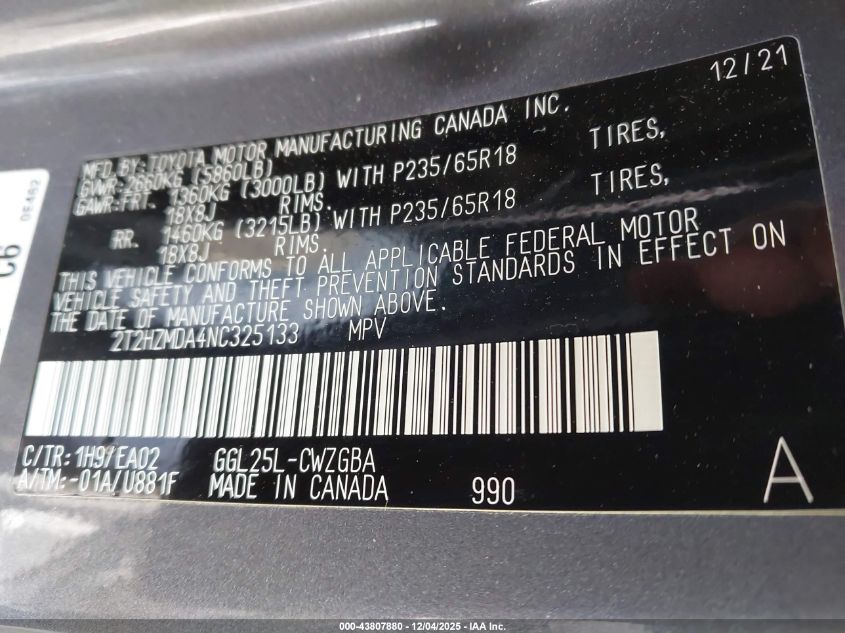 12/21
MFD.BY:TOYOTA MOTOR MANUFACTURING CANADA INC.
GVWR:2660KG (5860LB)
GAWR:FRT. 1360KG (3000LB) WITH P235/65R18 TIRES,
18X8J RIMS.
RR. 1460KG (3215LB) WITH P235/65R18 TIRES,
18X8J RIMS.
THIS VEHICLE CONFORMS TO ALL APPLICABLE FEDERAL MOTOR
VEHICLE SAFETY AND THEFT PREVENTION STANDARDS IN EFFECT ON
THE DATE OF MANUFACTURE SHOWN ABOVE.
2T2HZMDA4NC325133 MPV
C/TR: 1H9/EA02 GGL25L-CWZGBA
A/TM:-01A/U881F MADE IN CANADA 990 A
C6
000-43807880 - 12/04/2025 - IAA Inc.